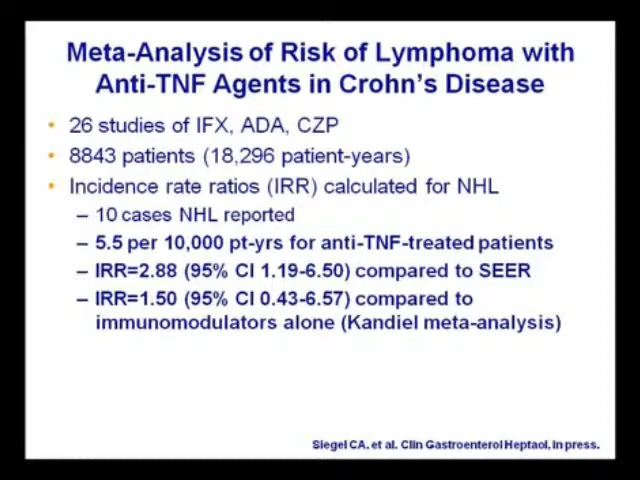 Meta-Analysis of Risk of Lymphoma with
Anti-TNF Agents in Crohn's Disease
• 26 studies of IFX, ADA, CZP
• 8843 patients (18,296 patient-years)
• Incidence rate ratios (IRR) calculated for NHL
– 10 cases NHL reported
– 5.5 per 10,000 pt-yrs for anti-TNF-treated patients
– IRR=2.88 (95% CI 1.19-6.50) compared to SEER
– IRR=1.50 (95% CI 0.43-6.57) compared to
immunomodulators alone (Kandiel meta-analysis)
Siegel CA, et al. Clin Gastroenterol Heptaol, in press.